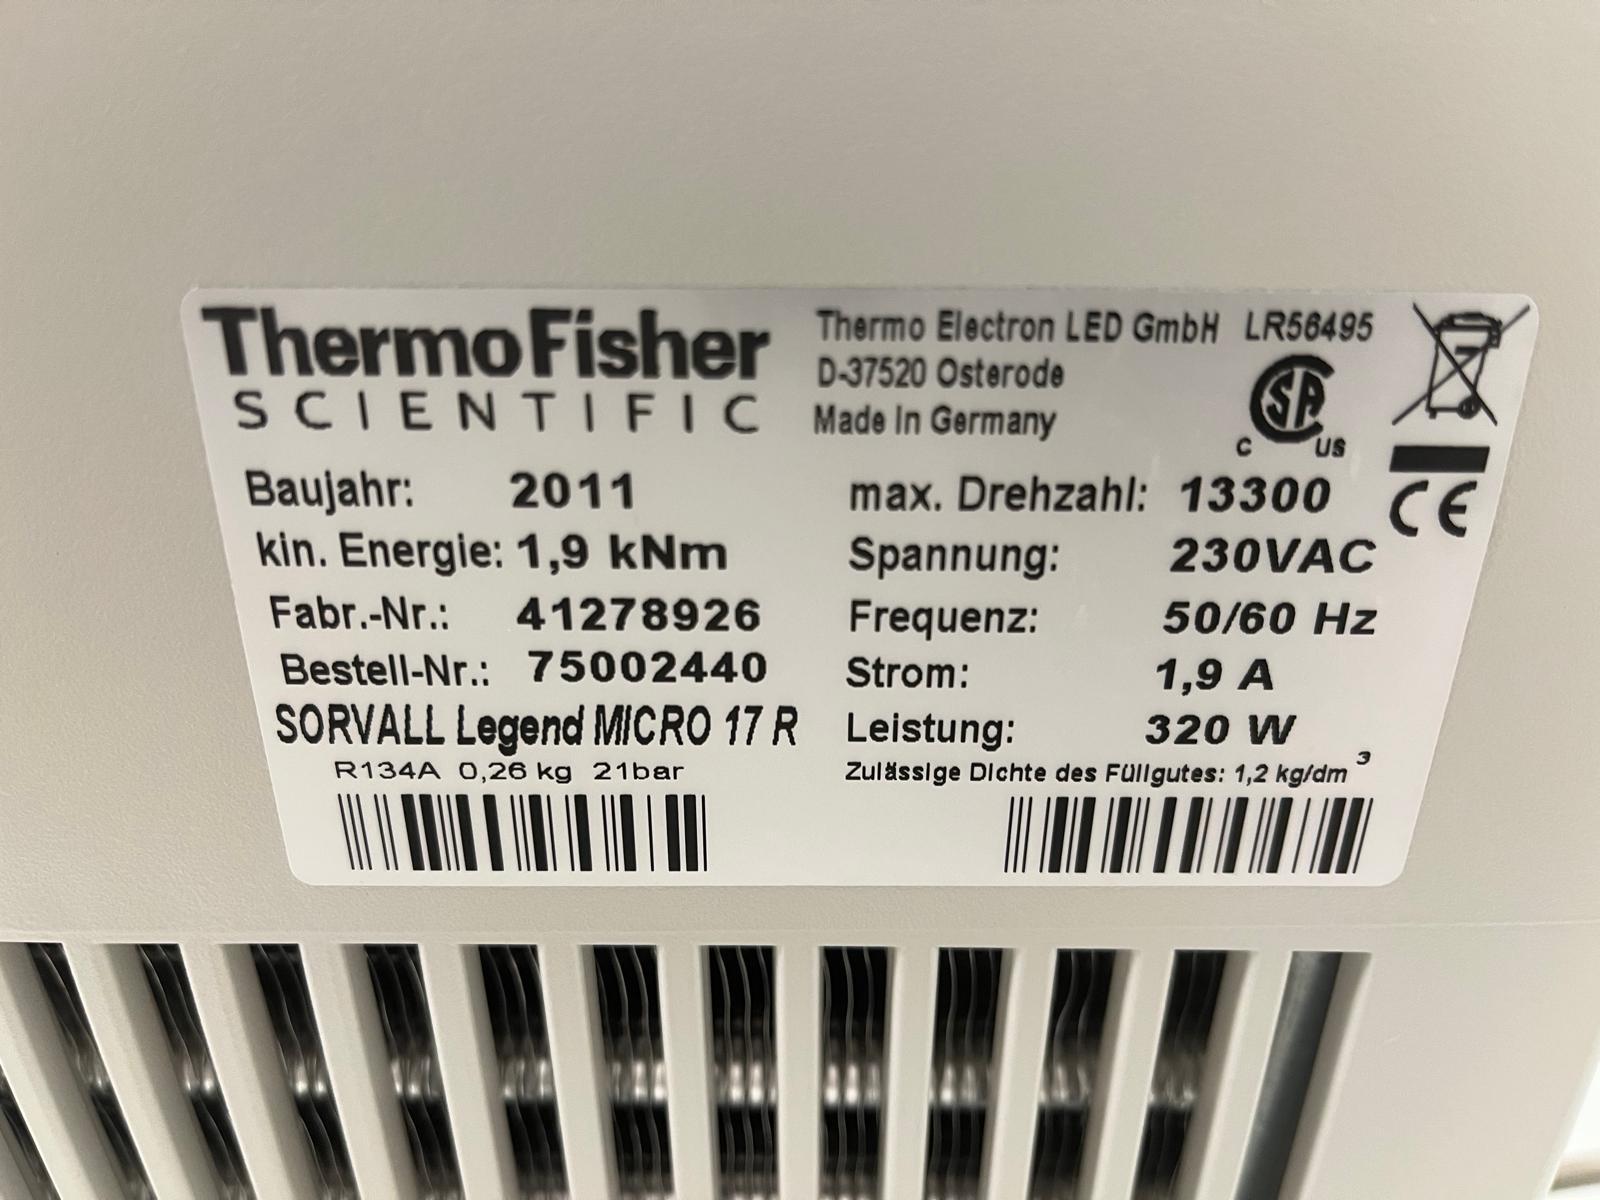 ThermoFisher
SCIENTIFIC
Thermo Electron LED GmbH LR56495
D-37520 Osterode
Made in Germany
C SA US
CE
Baujahr: 2011
kin. Energie: 1,9 kNm
Fabr.-Nr.: 41278926
Bestell-Nr.: 75002440
SORVALL Legend MICRO 17 R
R134A 0,26 kg 21bar
max. Drehzahl: 13300
Spannung: 230VAC
Frequenz: 50/60 Hz
Strom: 1,9 A
Leistung: 320 W
Zulässige Dichte des Füllgutes: 1,2 kg/dm³